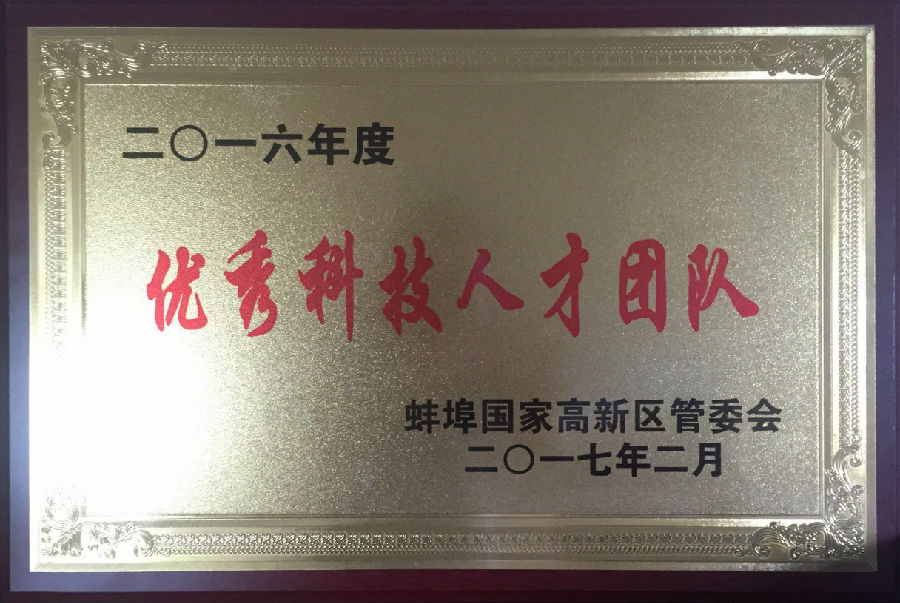 二〇一六年度
优秀科技人才团队
蚌埠国家高新区管委会
二〇一七年二月